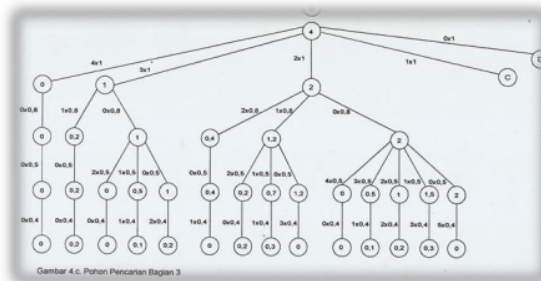 4
4x1 3x1 2x1 1x1 0x1
0 1 2 C D
0x0,8 1x0,8 0x0,8 2x0,8 1x0,8 0x0,8
0 0,2 1 0,4 1,2 2
0x0,5 0x0,5 2x0,5 1x0,5 0x0,5 0x0,5 2x0,5 1x0,5 0x0,5 4x0,5 3x0,5 2x0,5 1x0,5 0x0,5
0 0,2 0 0,5 1 0,4 0,2 0,7 1,2 0 0.5 1 1,5 2
0x0,4 0x0,4 0x0,4 1x0,4 2x0,4 1x0,4 0x0,4 1x0,4 3x0,4 0x0,4 1x0,4 2x0,4 3x0,4 5x0,4
0 0,2 0 0,1 0,2 0 0,2 0,3 0 0 0,1 0,2 0,3 0
Gambar 4.c. Pohon Pencarian Bagian 3